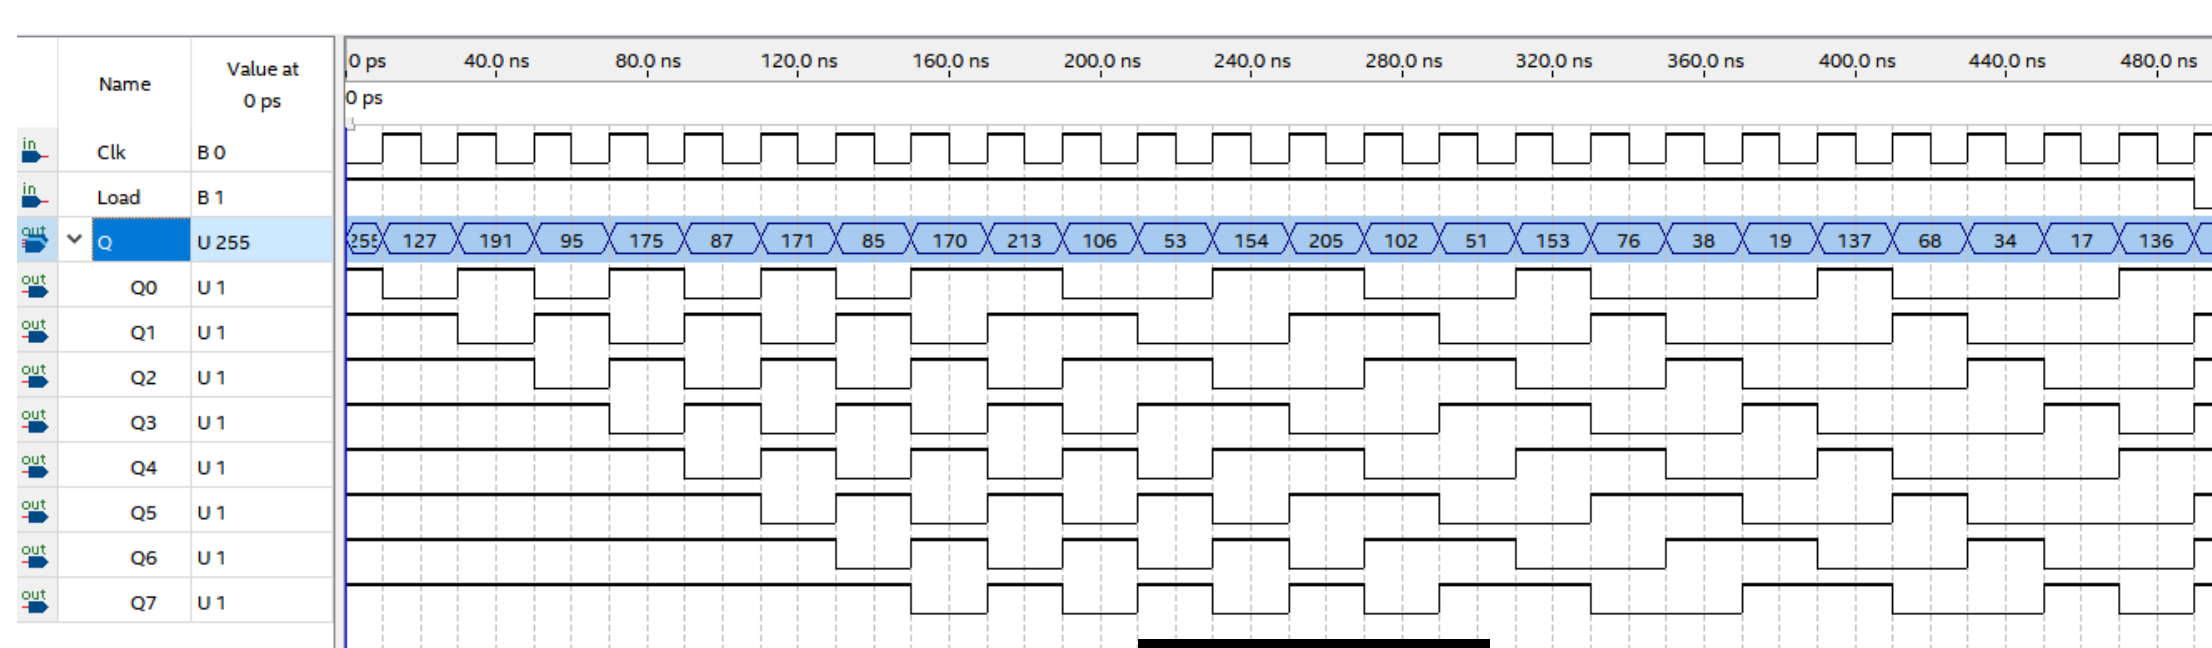 0 ps 40.0 ns 80.0 ns 120.0 ns 160.0 ns 200.0 ns 240.0 ns 280.0 ns 320.0 ns 360.0 ns 400.0 ns 440.0 ns 480.0 ns
Name Value at
0 ps
0 ps
in Clk B 0
in Load B 1
out Q U 255 255 127 191 95 175 87 171 85 170 213 106 53 154 205 102 51 153 76 38 19 137 68 34 17 136
out Q0 U 1
out Q1 U 1
out Q2 U 1
out Q3 U 1
out Q4 U 1
out Q5 U 1
out Q6 U 1
out Q7 U 1